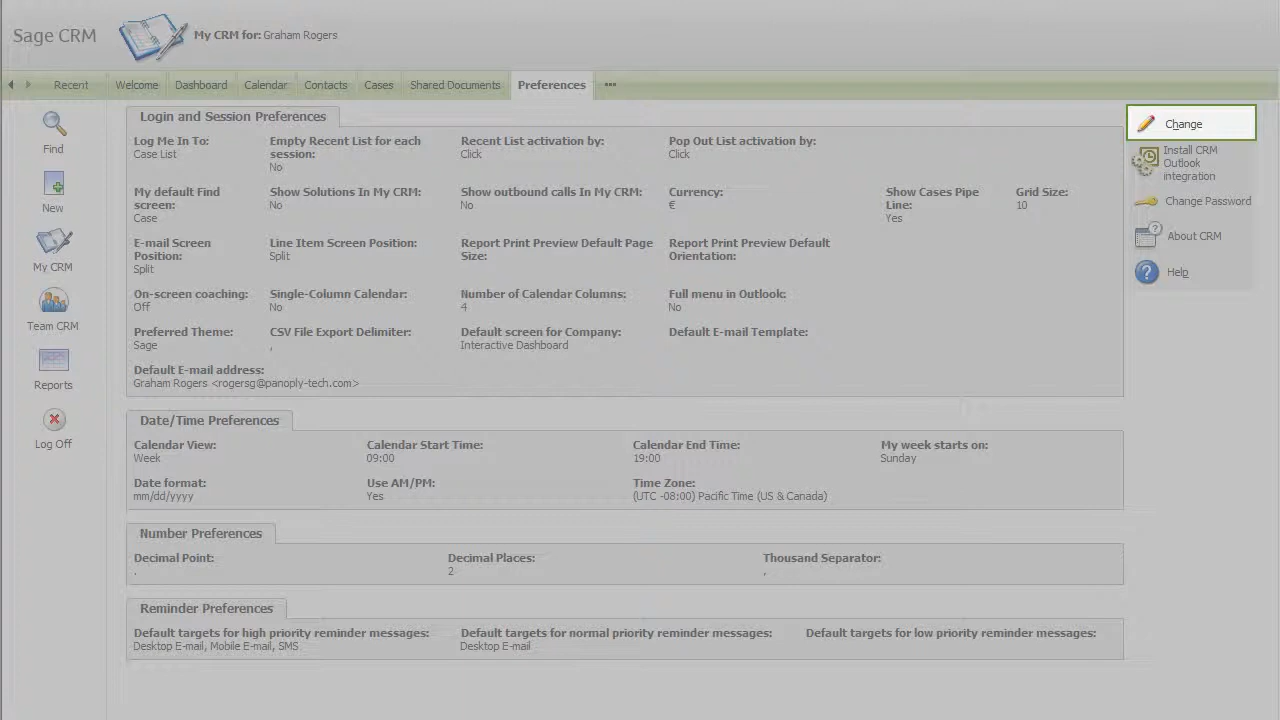 Sage CRM
My CRM for: Graham Rogers
Recent Welcome Dashboard Calendar Contacts Cases Shared Documents Preferences •••
Find
New
My CRM
Team CRM
Reports
Log Off
Login and Session Preferences
Log Me In To: Empty Recent List for each session: Recent List activation by: Pop Out List activation by:
Case List No Click Click
My default Find screen: Show Solutions In My CRM: Show outbound calls In My CRM: Currency: Show Cases Pipe Line: Grid Size:
Case No No € Yes 10
E-mail Screen Position: Line Item Screen Position: Report Print Preview Default Page Size: Report Print Preview Default Orientation:
Split Split
On-screen coaching: Single-Column Calendar: Number of Calendar Columns: Full menu in Outlook:
Off No 4 No
Preferred Theme: CSV File Export Delimiter: Default screen for Company: Default E-mail Template:
Sage , Interactive Dashboard
Default E-mail address:
Graham Rogers <rogersg@panoply-tech.com>
Date/Time Preferences
Calendar View: Calendar Start Time: Calendar End Time: My week starts on:
Week 09:00 19:00 Sunday
Date format: Use AM/PM: Time Zone:
mm/dd/yyyy Yes (UTC -08:00) Pacific Time (US & Canada)
Number Preferences
Decimal Point: Decimal Places: Thousand Separator:
. 2 ,
Reminder Preferences
Default targets for high priority reminder messages: Default targets for normal priority reminder messages: Default targets for low priority reminder messages:
Desktop E-mail, Mobile E-mail, SMS Desktop E-mail
Change
Install CRM
Outlook
integration
Change Password
About CRM
Help